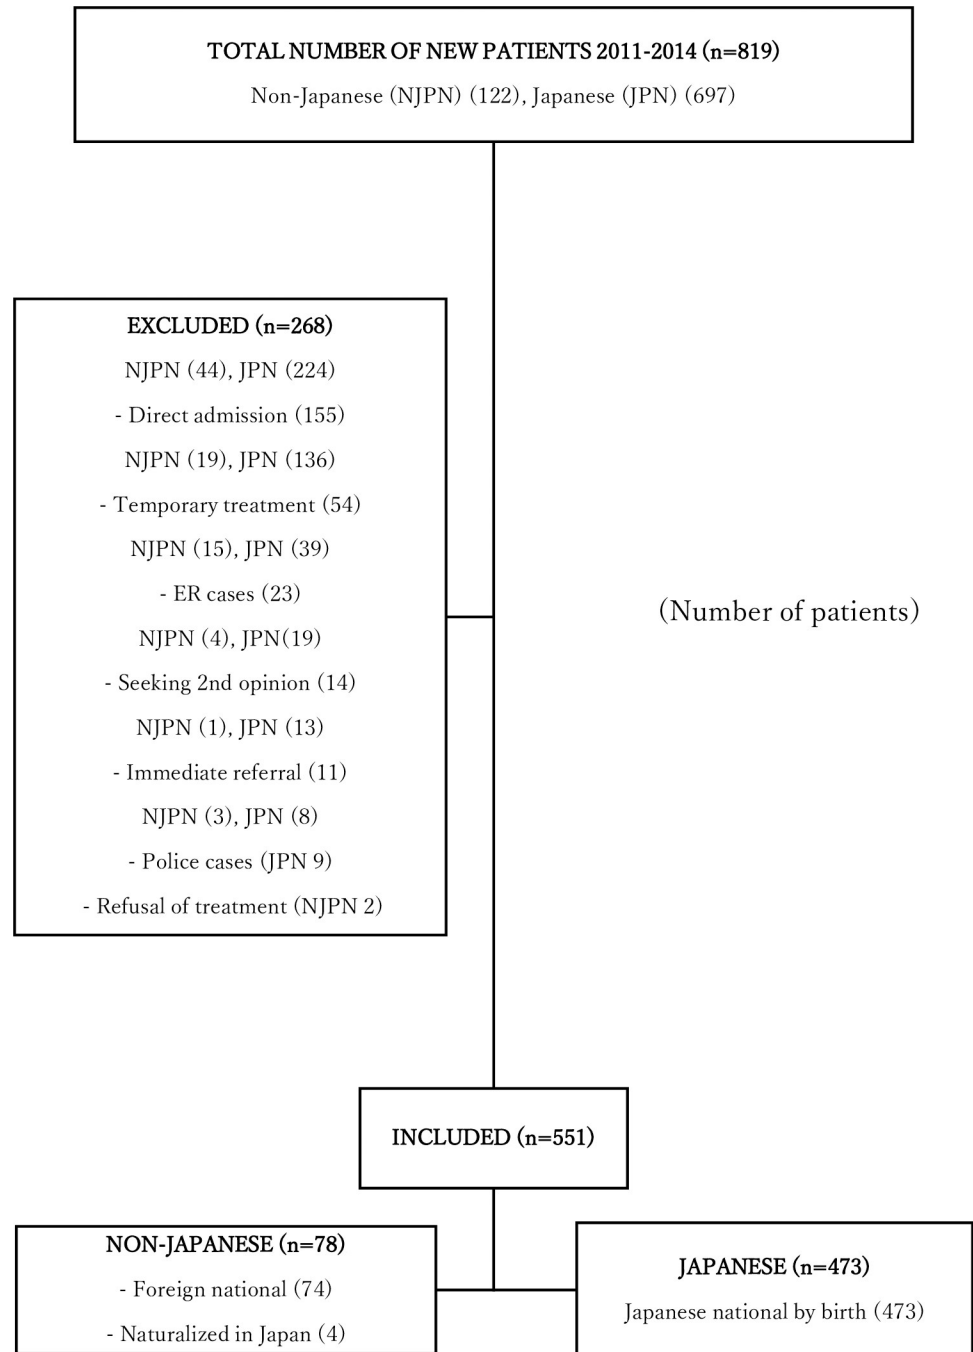 TOTAL NUMBER OF NEW PATIENTS 2011-2014 (n=819)
Non-Japanese (NJPN) (122), Japanese (JPN) (697)
EXCLUDED (n=268)
NJPN (44), JPN (224)
- Direct admission (155)
NJPN (19), JPN (136)
- Temporary treatment (54)
NJPN (15), JPN (39)
- ER cases (23)
NJPN (4), JPN(19)
- Seeking 2nd opinion (14)
NJPN (1), JPN (13)
- Immediate referral (11)
NJPN (3), JPN (8)
- Police cases (JPN 9)
- Refusal of treatment (NJPN 2)
(Number of patients)
INCLUDED (n=551)
NON-JAPANESE (n=78)
- Foreign national (74)
- Naturalized in Japan (4)
JAPANESE (n=473)
Japanese national by birth (473)